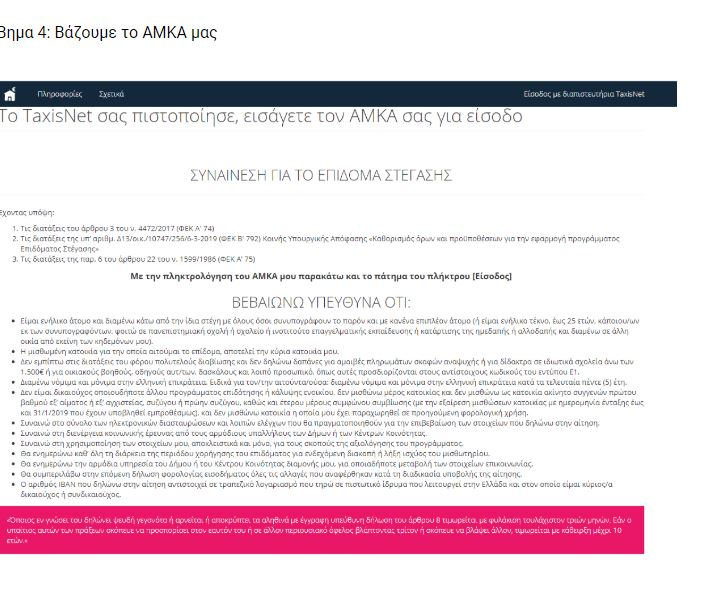 Βημα 4: Βάζουμε το ΑΜΚΑ μας
Πληροφορίες Σχετικά Είσοδος με διαπιστευτήρια TaxisNet
Το TaxisNet σας πιστοποίησε, εισάγετε τον ΑΜΚΑ σας για είσοδο
ΣΥΝΑΙΝΕΣΗ ΓΙΑ ΤΟ ΕΠΙΔΟΜΑ ΣΤΕΓΑΣΗΣ
Έχοντας υπόψη:
1. Τις διατάξεις του άρθρου 3 του ν. 4472/2017 (ΦΕΚ Α' 74)
2. Τις διατάξεις της υπ' αριθμ. Δ13/οικ./10747/256/6-3-2019 (ΦΕΚ Β' 792) Κοινής Υπουργικής Απόφασης «Καθορισμός όρων και προϋποθέσεων για την εφαρμογή προγράμματος
Επιδόματος Στέγασης»
3. Τις διατάξεις της παρ. 6 του άρθρου 22 του ν. 1599/1986 (ΦΕΚ Α' 75)
Με την πληκτρολόγηση του ΑΜΚΑ μου παρακάτω και το πάτημα του πλήκτρου [Είσοδος]
ΒΕΒΑΙΩΝΩ ΥΠΕΥΘΥΝΑ ΟΤΙ:
• Είμαι ενήλικο άτομο και διαμένω κάτω από την ίδια στέγη με όλους όσοι συνυπογράφουν το παρόν και με κανένα επιπλέον άτομο (ή είμαι ενήλικο τέκνο, έως 25 ετών, κάποιου/ων
εκ των συνυπογραφόντων, φοιτώ σε πανεπιστημιακή σχολή ή σχολείο ή ινστιτούτο επαγγελματικής εκπαίδευσης ή κατάρτισης της ημεδαπής ή αλλοδαπής και διαμένω σε άλλη
οικία από εκείνη των κηδεμόνων μου).
• Η μισθωμένη κατοικία για την οποία αιτούμαι το επίδομα, αποτελεί την κύρια κατοικία μου.
• Δεν εμπίπτω στις διατάξεις του φόρου πολυτελούς διαβίωσης και δεν δηλώνω δαπάνες για αμοιβές πληρωμάτων σκαφών αναψυχής ή για δίδακτρα σε ιδιωτικά σχολεία άνω των
1.500€ ή για οικιακούς βοηθούς, οδηγούς αυτ/των, δασκάλους και λοιπό προσωπικό, όπως αυτές προσδιορίζονται στους αντίστοιχους κωδικούς του εντύπου Ε1.
• Διαμένω νόμιμα και μόνιμα στην ελληνική επικράτεια. Ειδικά για τον/την αιτούντα/ούσα: διαμένω νόμιμα και μόνιμα στην ελληνική επικράτεια κατά τα τελευταία πέντε (5) έτη.
• Δεν είμαι δικαιούχος οποιουδήποτε άλλου προγράμματος επιδότησης ή κάλυψης ενοικίου, δεν μισθώνω μέρος κατοικίας και δεν μισθώνω ως κατοικία ακίνητο συγγενών πρώτου
βαθμού εξ' αίματος ή εξ' αγχιστείας, συζύγου ή πρώην συζύγου, καθώς και έτερου μέρους συμφώνου συμβίωσης (με την εξαίρεση μισθωτηρίων κατοικίας με ημερομηνία έναρξης έως
και 31/1/2019 που έχουν υποβληθεί εμπρόθεσμως), και δεν μισθώνω κατοικία η οποία μου έχει παραχωρηθεί σε προηγούμενη φορολογική χρήση.
• Συναινώ στο σύνολο των ηλεκτρονικών διασταυρώσεων και λοιπών ελέγχων που θα πραγματοποιηθούν για την επιβεβαίωση των στοιχείων που δηλώνω στην αίτηση.
• Συναινώ στη διενέργεια κοινωνικής έρευνας από τους αρμόδιους υπαλλήλους των Δήμων ή των Κέντρων Κοινότητας.
• Συναινώ στη χρησιμοποίηση των στοιχείων μου, αποκλειστικά και μόνο, για τους σκοπούς της αξιολόγησης του προγράμματος.
• Θα ενημερώνω καθ' όλη τη διάρκεια της περιόδου χορήγησης του επιδόματος για ενδεχόμενη διακοπή ή λήξη ισχύος του μισθωτηρίου.
• Θα ενημερώνω την αρμόδια υπηρεσία του Δήμου ή του Κέντρου Κοινότητας διαμονής μου, για οποιαδήποτε μεταβολή των στοιχείων επικοινωνίας.
• Θα συμπεριλάβω στην επόμενη δήλωση φορολογίας εισοδήματος όλες τις αλλαγές που αναφέρθηκαν κατά τη διαδικασία υποβολής της αίτησης.
• Ο αριθμός ΙΒΑΝ που δηλώνω στην αίτηση αντιστοιχεί σε τραπεζικό λογαριασμό που τηρώ σε πιστωτικό ίδρυμα που λειτουργεί στην Ελλάδα και στον οποίο είμαι κύριος/α
δικαιούχος ή συνδικαιούχος.
«Όποιος εν γνώσει του δηλώνει ψευδή γεγονότα ή αρνείται ή αποκρύπτει τα αληθινά με έγγραφη υπεύθυνη δήλωση του άρθρου 8 τιμωρείται με φυλάκιση τουλάχιστον τριών μηνών. Εάν ο
υπαίτιος αυτών των πράξεων σκόπευε να προσπορίσει στον εαυτόν του ή σε άλλον περιουσιακό όφελος βλάπτοντας τρίτον ή σκόπευε να βλάψει άλλον, τιμωρείται με κάθειρξη μέχρι 10
ετών.»